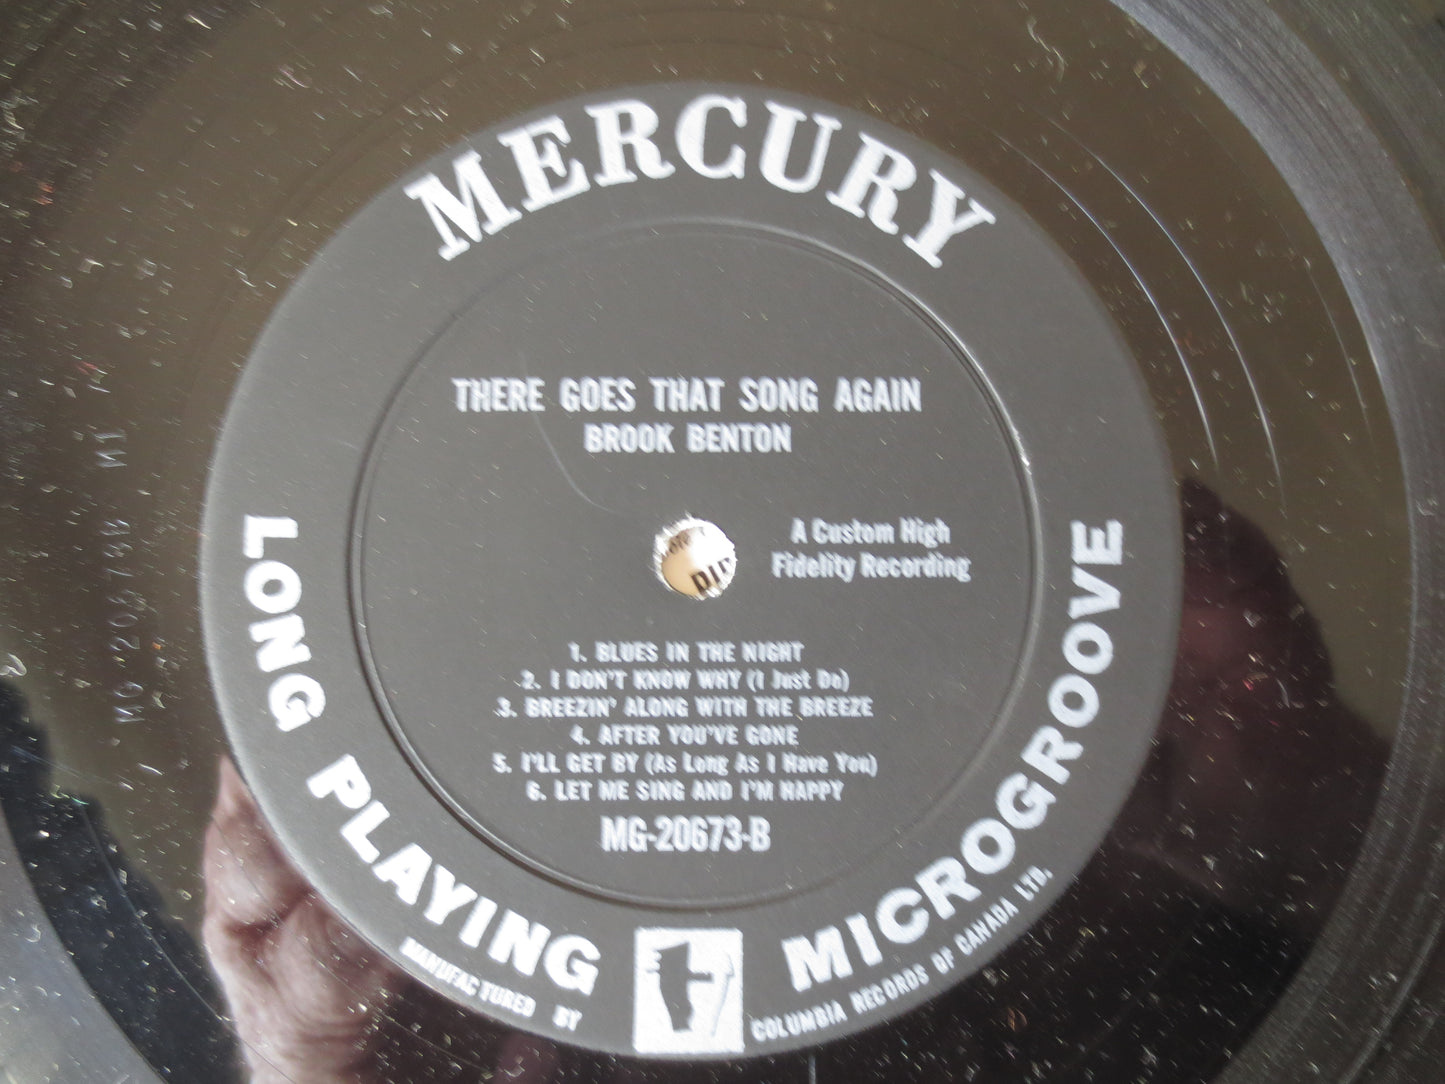 MERCURY
THERE GOES THAT SONG AGAIN
BROOK BENTON
A Custom High
Fidelity Recording
1. BLUES IN THE NIGHT
2. I DON'T KNOW WHY (I Just Do)
3. BREEZIN' ALONG WITH THE BREEZE
4. AFTER YOU'VE GONE
5. I'LL GET BY (As Long As I Have You)
6. LET ME SING AND I'M HAPPY
MG-20673-B
LONG PLAYING
MICROGROOVE
MANUFACTURED BY
COLUMBIA RECORDS OF CANADA LTD.